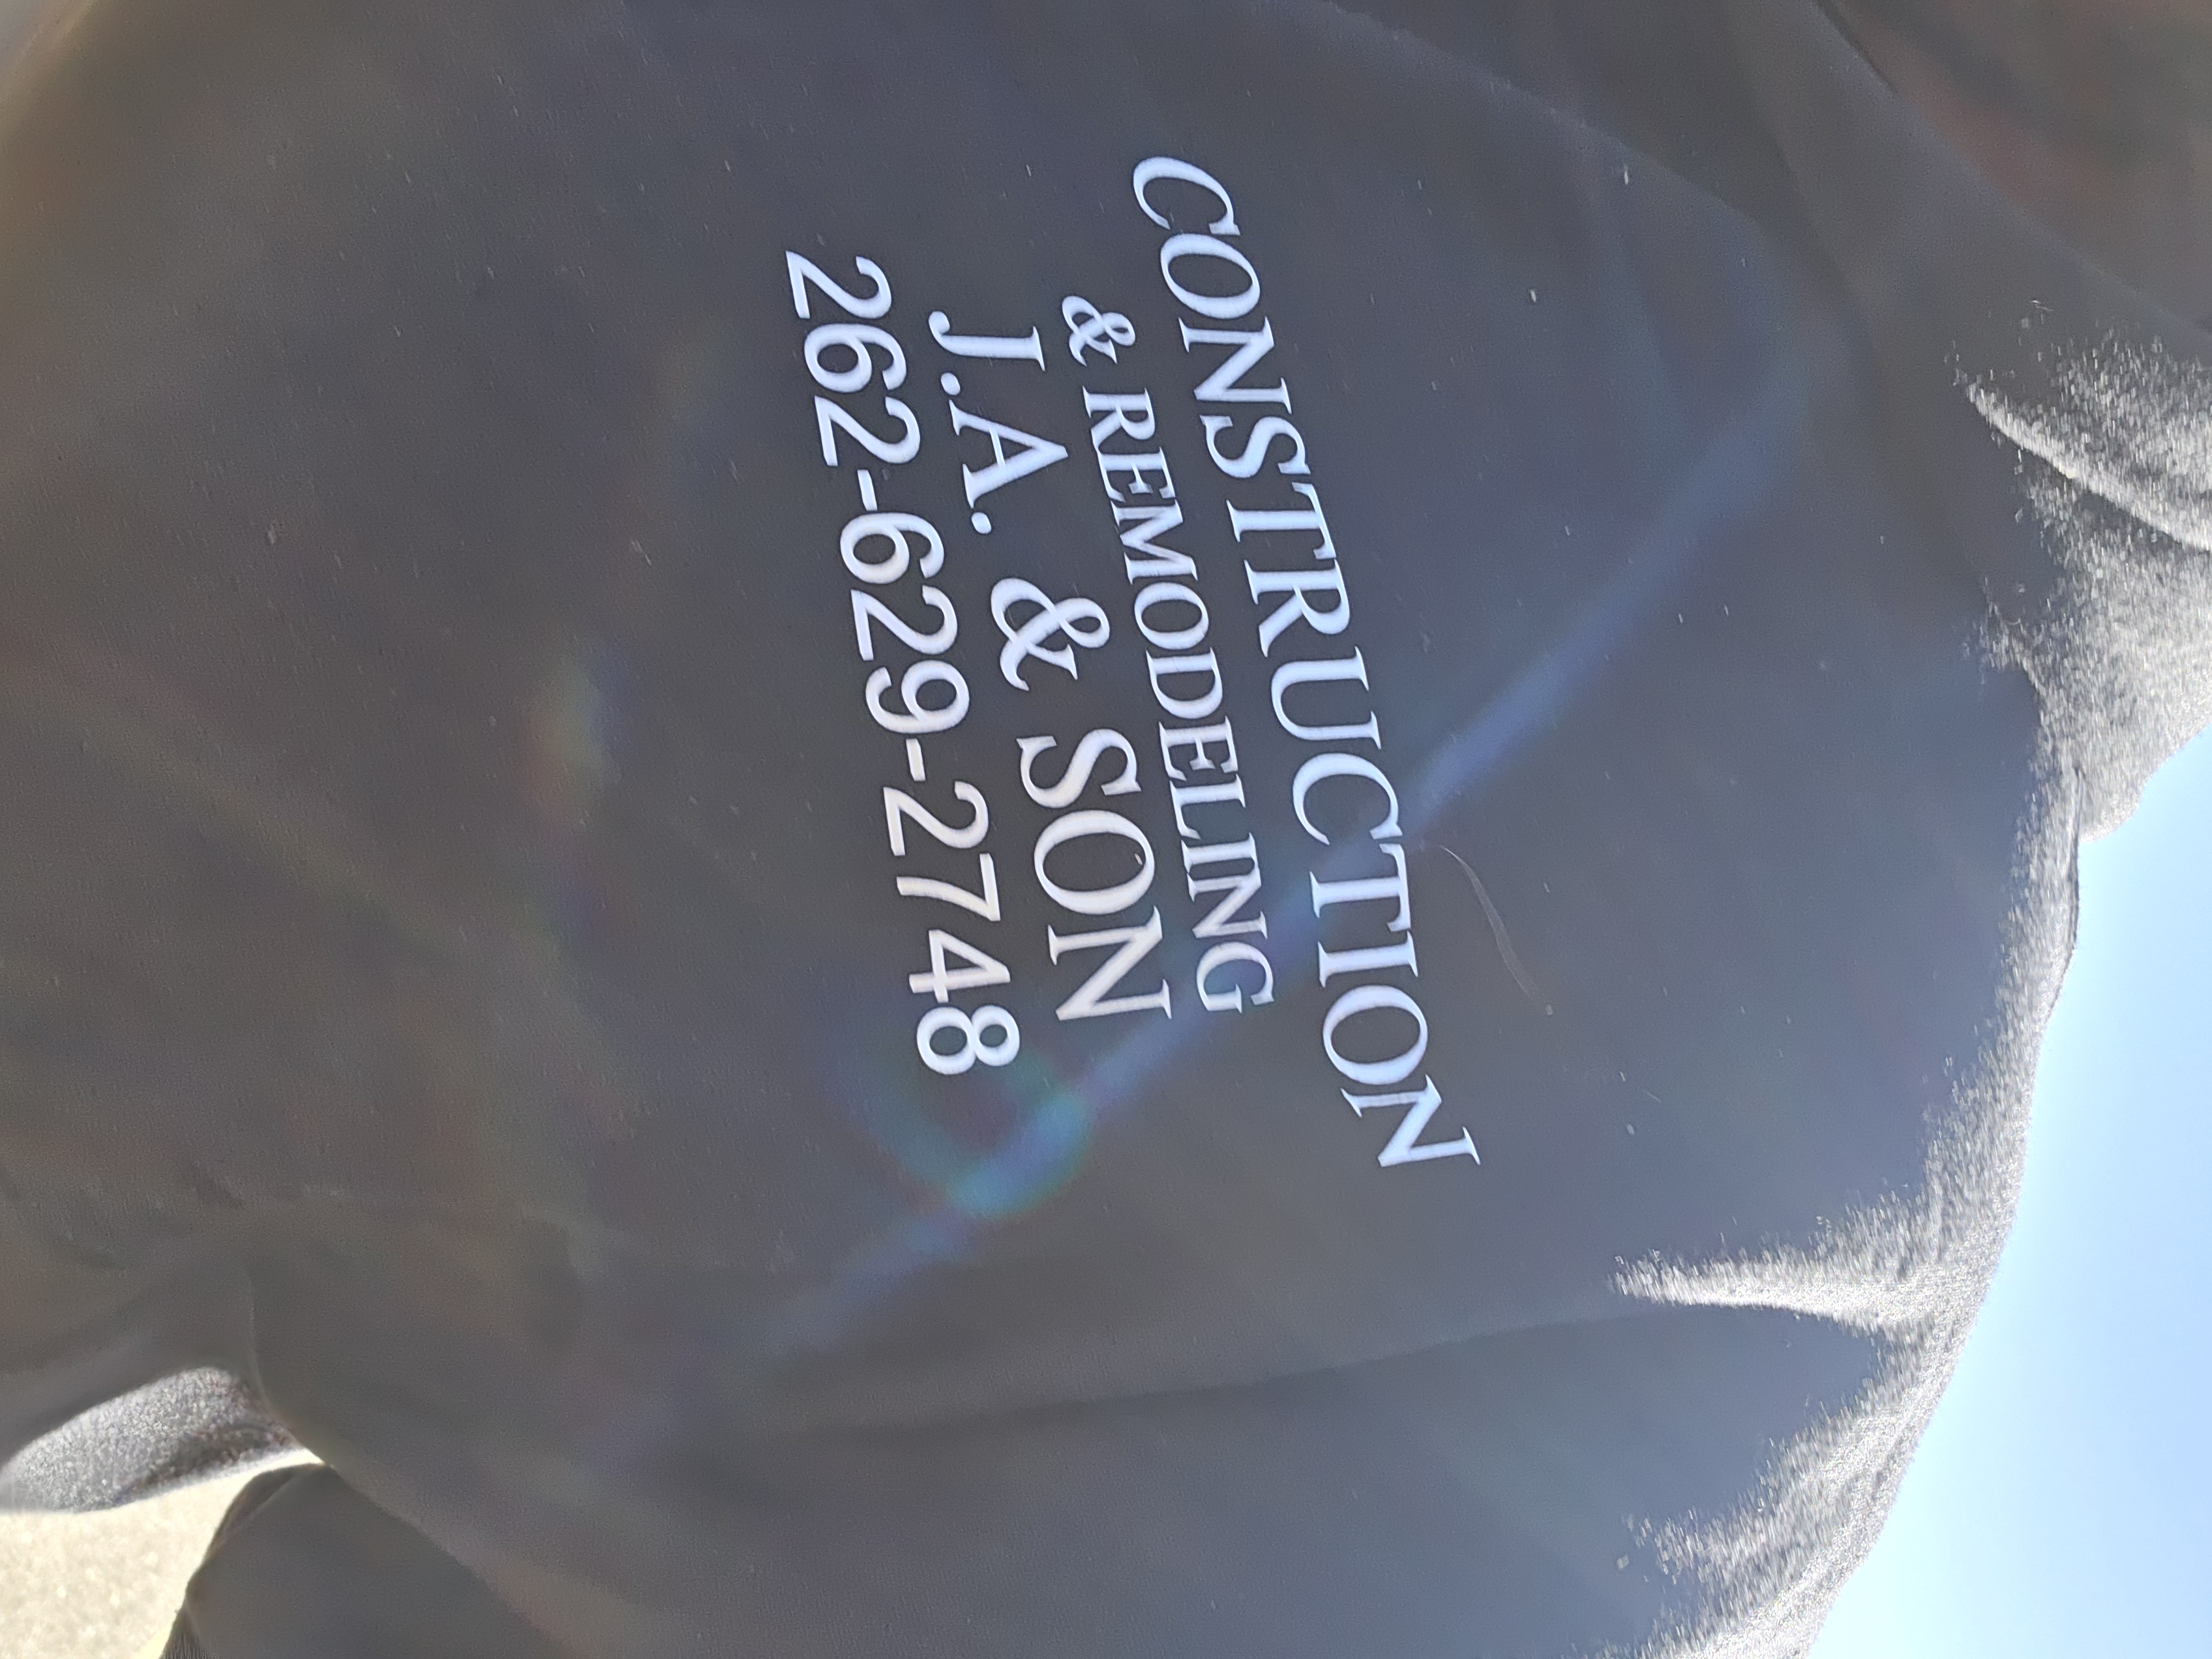 CONSTRUCTION
& REMODELING
J.A. & SON
262-629-2748